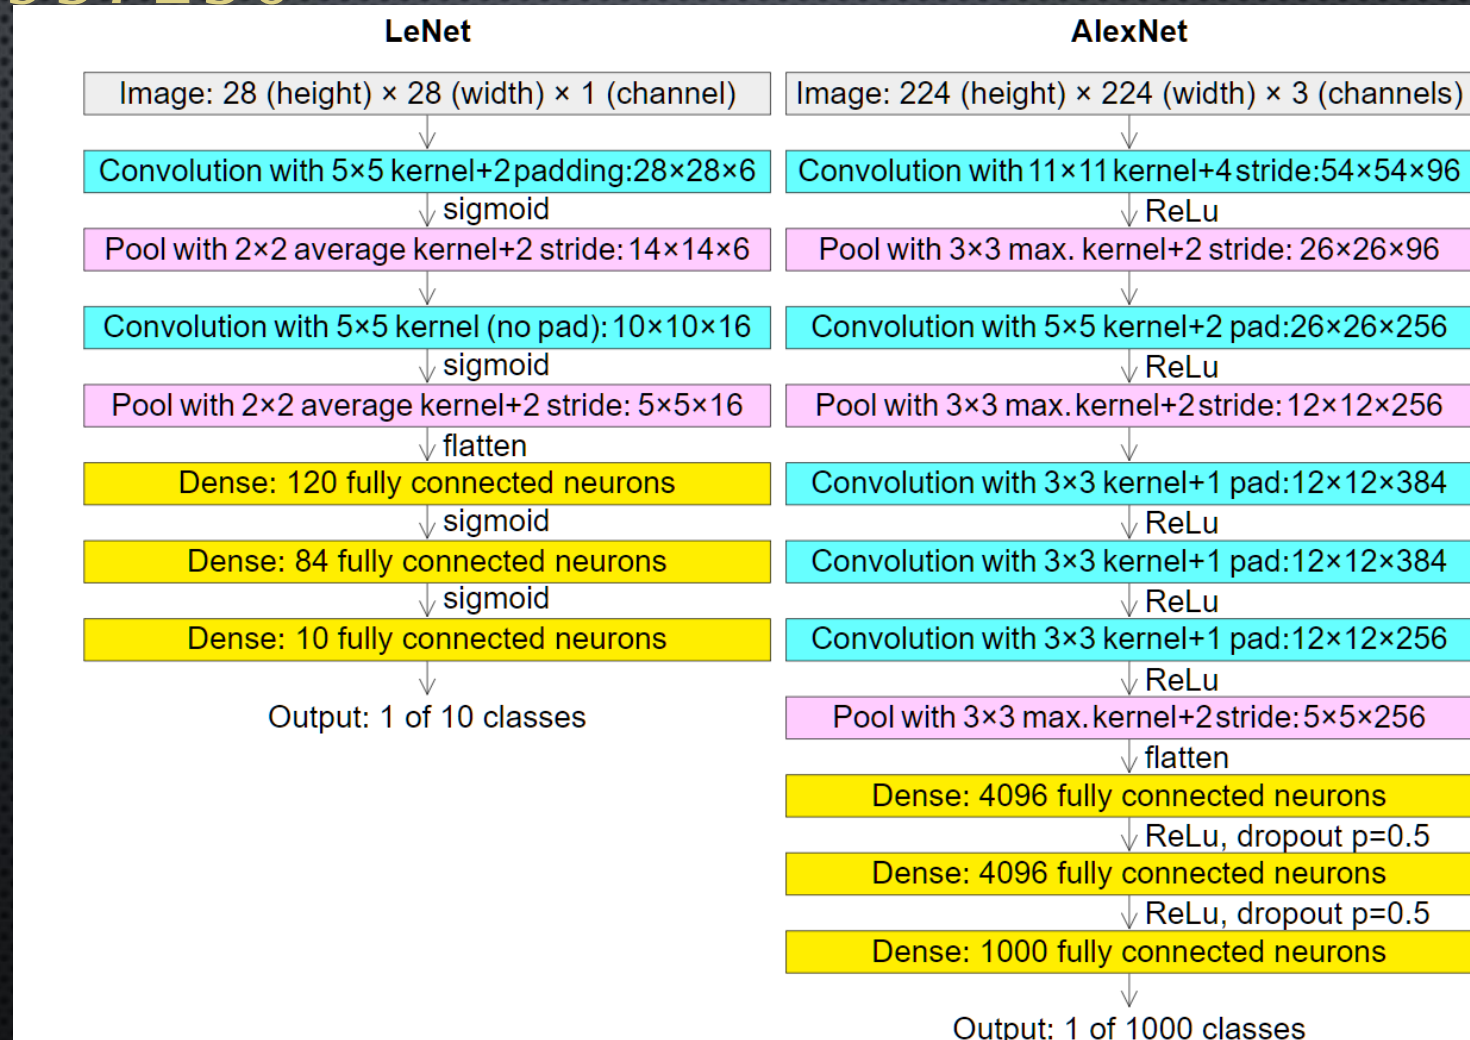 LeNet
Image: 28 (height) × 28 (width) × 1 (channel)
Convolution with 5×5 kernel+2padding:28×28×6
sigmoid
Pool with 2×2 average kernel+2 stride:14×14×6
Convolution with 5×5 kernel (no pad):10×10×16
sigmoid
Pool with 2×2 average kernel+2 stride: 5×5×16
flatten
Dense: 120 fully connected neurons
sigmoid
Dense: 84 fully connected neurons
sigmoid
Dense: 10 fully connected neurons
Output: 1 of 10 classes
AlexNet
Image: 224 (height) × 224 (width) × 3 (channels)
Convolution with 11×11 kernel+4 stride:54×54×96
ReLu
Pool with 3×3 max. kernel+2 stride: 26×26×96
Convolution with 5×5 kernel+2 pad:26×26×256
ReLu
Pool with 3×3 max.kernel+2stride:12×12×256
Convolution with 3×3 kernel+1 pad:12×12×384
ReLu
Convolution with 3×3 kernel+1 pad:12×12×384
ReLu
Convolution with 3×3 kernel+1 pad:12×12×256
ReLu
Pool with 3×3 max.kernel+2stride:5×5×256
flatten
Dense: 4096 fully connected neurons
ReLu, dropout p=0.5
Dense: 4096 fully connected neurons
ReLu, dropout p=0.5
Dense: 1000 fully connected neurons
Output: 1 of 1000 classes